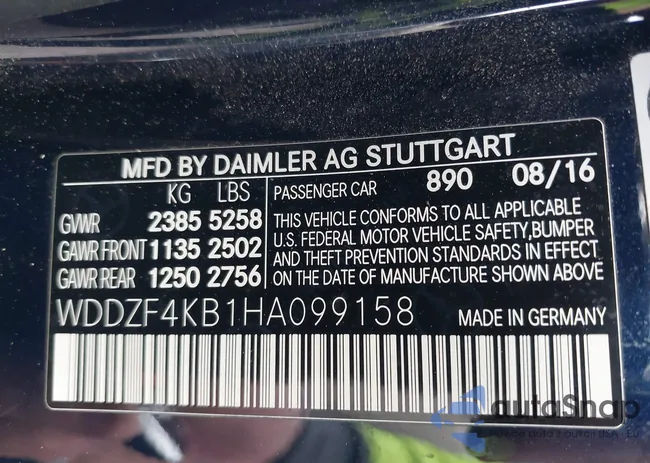 MFD BY DAIMLER AG STUTTGART
KG LBS
GVWR 2385 5258
GAWR FRONT 1135 2502
GAWR REAR 1250 2756
PASSENGER CAR 890 08/16
THIS VEHICLE CONFORMS TO ALL APPLICABLE
U.S. FEDERAL MOTOR VEHICLE SAFETY, BUMPER
AND THEFT PREVENTION STANDARDS IN EFFECT
ON THE DATE OF MANUFACTURE SHOWN ABOVE
WDDZF4KB1HA099158 MADE IN GERMANY
autoSnap